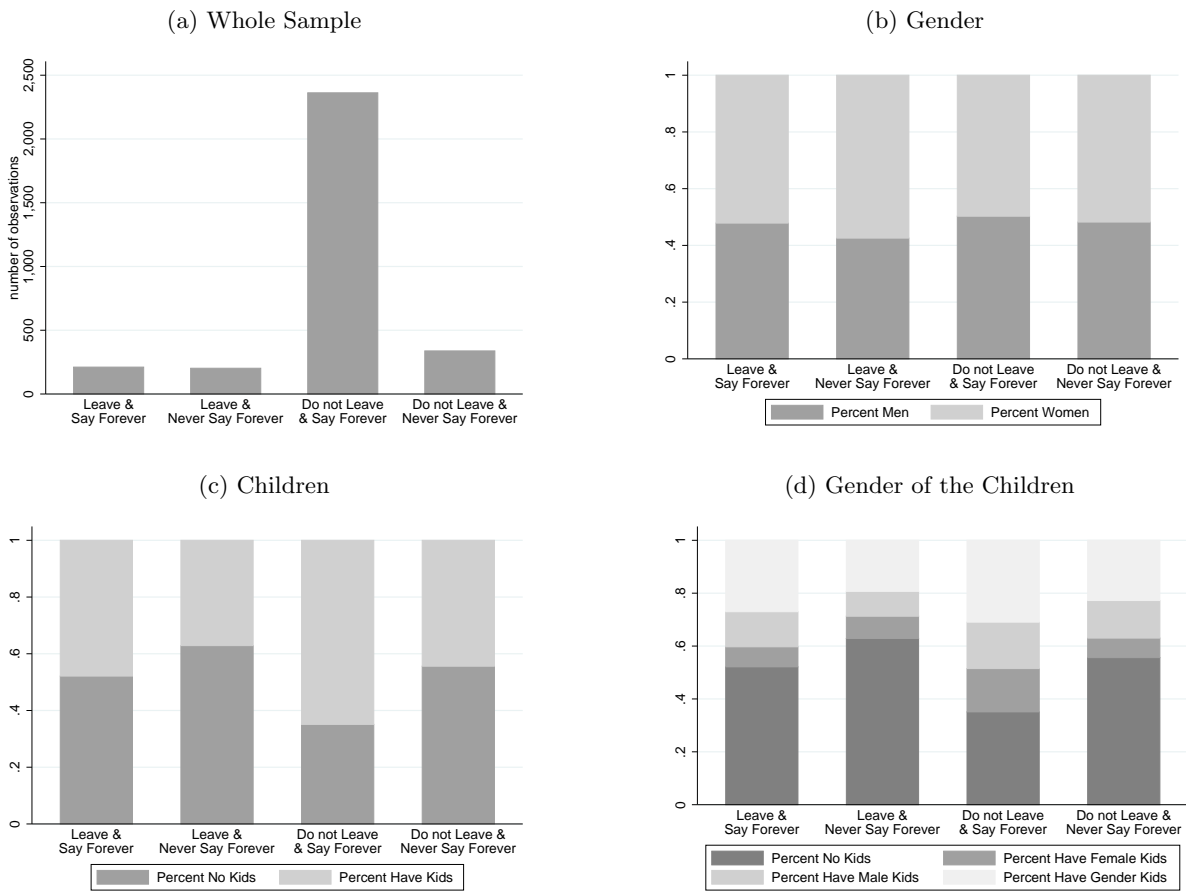 (a) Whole Sample
number of observations
2,500
2,000
1,500
1,000
500
0
Leave &
Say Forever
Leave &
Never Say Forever
Do not Leave
& Say Forever
Do not Leave &
Never Say Forever
(b) Gender
1
.8
.6
.4
.2
0
Leave &
Say Forever
Leave &
Never Say Forever
Do not Leave
& Say Forever
Do not Leave &
Never Say Forever
Percent Men
Percent Women
(c) Children
1
.8
.6
.4
.2
0
Leave &
Say Forever
Leave &
Never Say Forever
Do not Leave
& Say Forever
Do not Leave &
Never Say Forever
Percent No Kids
Percent Have Kids
(d) Gender of the Children
1
.8
.6
.4
.2
0
Leave &
Say Forever
Leave &
Never Say Forever
Do not Leave
& Say Forever
Do not Leave &
Never Say Forever
Percent No Kids
Percent Have Female Kids
Percent Have Male Kids
Percent Have Gender Kids